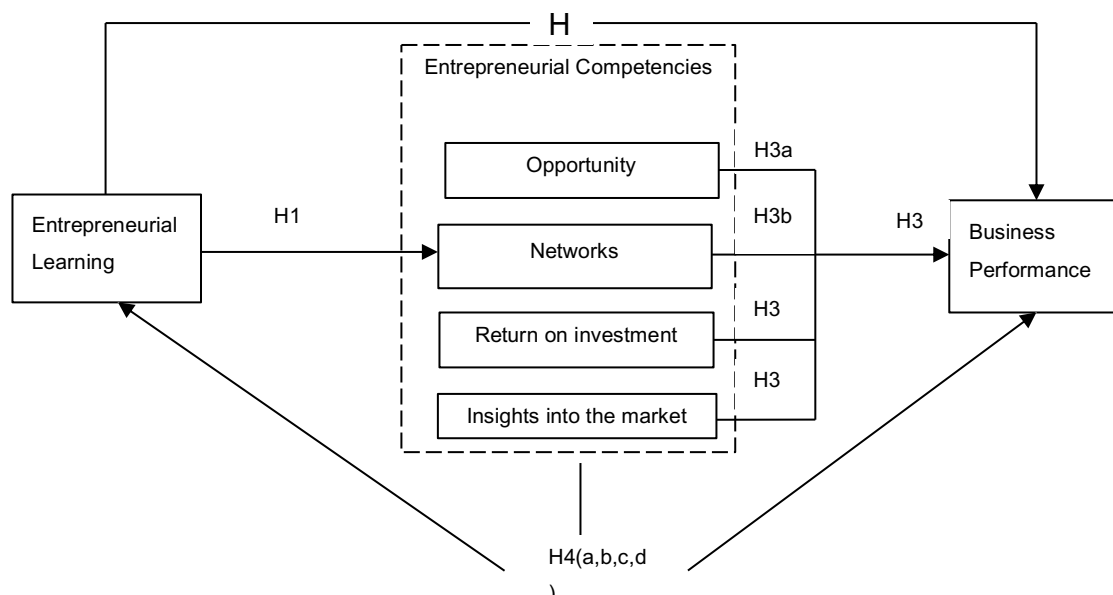 H
Entrepreneurial Competencies
Opportunity
H3a
Entrepreneurial
Learning
H1
Networks
H3b
H3
Business
Performance
Return on investment
H3
Insights into the market
H3
H4(a,b,c,d
)